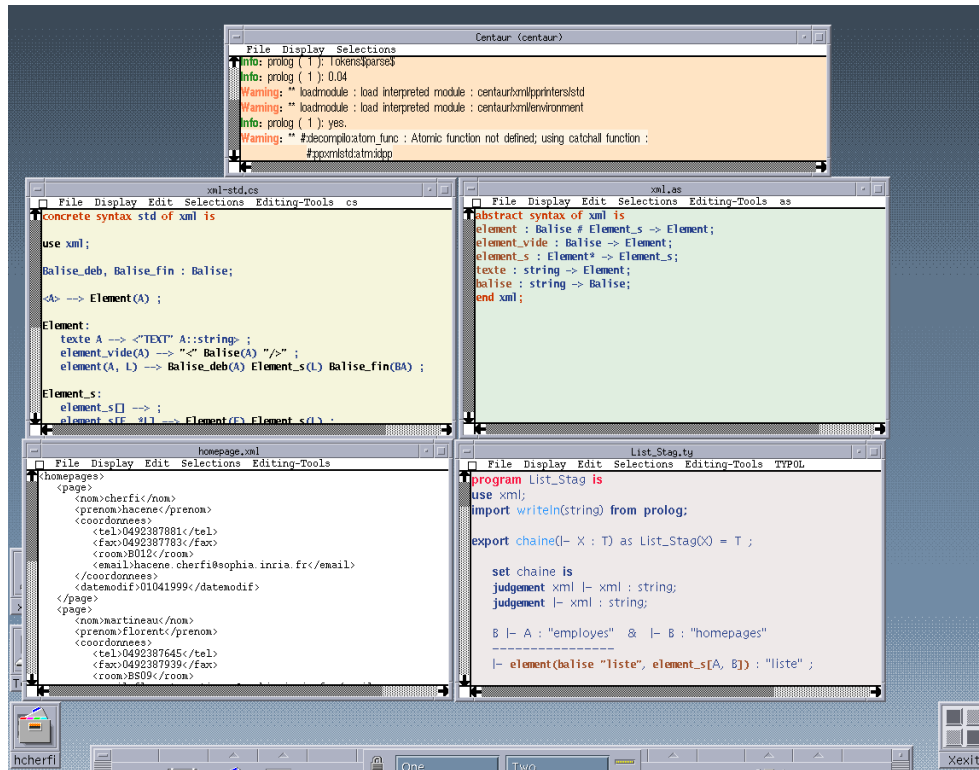 Centaur (centaur)
File Display Selections
Info: prolog ( 1 ): Tokens$parse$
Info: prolog ( 1 ): 0.04
Warning: ** loadmodule : load interpreted module : centaur/xml/pprinters/std
Warning: ** loadmodule : load interpreted module : centaur/xml/environment
Info: prolog ( 1 ): yes.
Warning: ** #:decompilo:atom_func : Atomic function not defined; using catchall function :
#:ppxmlstd:atm:idpp
xml-std.cs
File Display Edit Selections Editing-Tools cs
concrete syntax std of xml is
use xml;
Balise_deb, Balise_fin : Balise;
<A> --> Element(A) ;
Element:
texte A --> <"TEXT" A::string> ;
element_vide(A) --> "<" Balise(A) "/>" ;
element(A, L) --> Balise_deb(A) Element_s(L) Balise_fin(BA) ;
Element_s:
element_s[] --> ;
element_s[E, *L] --> Element(E) Element_s(L) ;
xml.as
File Display Edit Selections Editing-Tools as
abstract syntax of xml is
element : Balise # Element_s -> Element;
element_vide : Balise -> Element;
element_s : Element* -> Element_s;
texte : string -> Element;
balise : string -> Balise;
end xml;
homepage.xml
File Display Edit Selections Editing-Tools
<homepages>
<page>
<nom>cherfi</nom>
<prenom>hacene</prenom>
<coordonnees>
<tel>0492387881</tel>
<fax>0492387783</fax>
<room>B012</room>
<email>hacene.cherfi@sophia.inria.fr</email>
</coordonnees>
<datemodif>01041999</datemodif>
</page>
<page>
<nom>martineau</nom>
<prenom>florent</prenom>
<coordonnees>
<tel>0492387645</tel>
<fax>0492387939</fax>
<room>BS09</room>
List_Stag.ty
File Display Edit Selections Editing-Tools TYPOL
program List_Stag is
use xml;
import writeln(string) from prolog;
export chaine(|- X : T) as List_Stag(X) = T ;
set chaine is
judgement xml |- xml : string;
judgement |- xml : string;
B |- A : "employes" & |- B : "homepages"
----------------
|- element(balise "liste", element_s[A, B]) : "liste" ;
hcherfi
One
Two